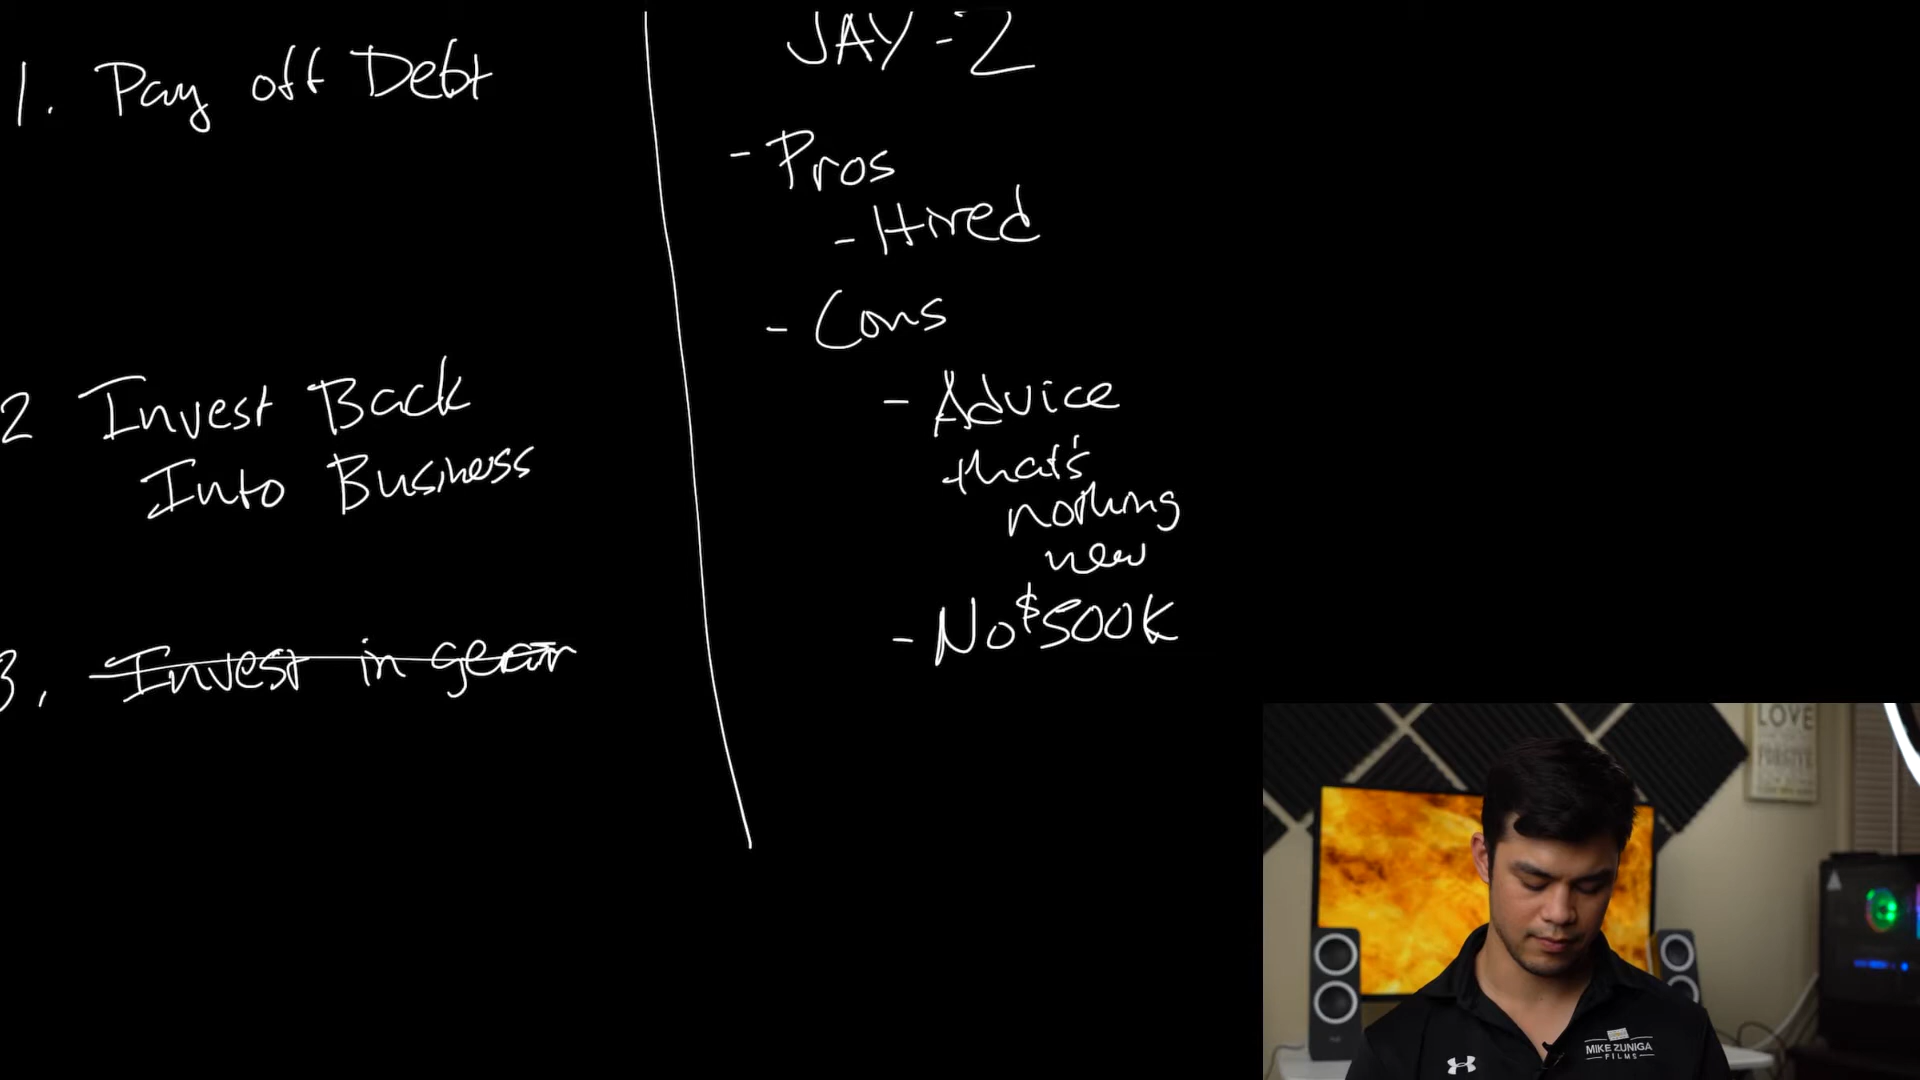 1. Pay off Debt
2 Invest Back
Into Business
3. Invest in gear
JAY-Z
- Pros
- Hired
- Cons
- Advice
that's
nothing
new
- No $500K
LOVE
FORGIVE
MIKE ZUNIGA
FILMS